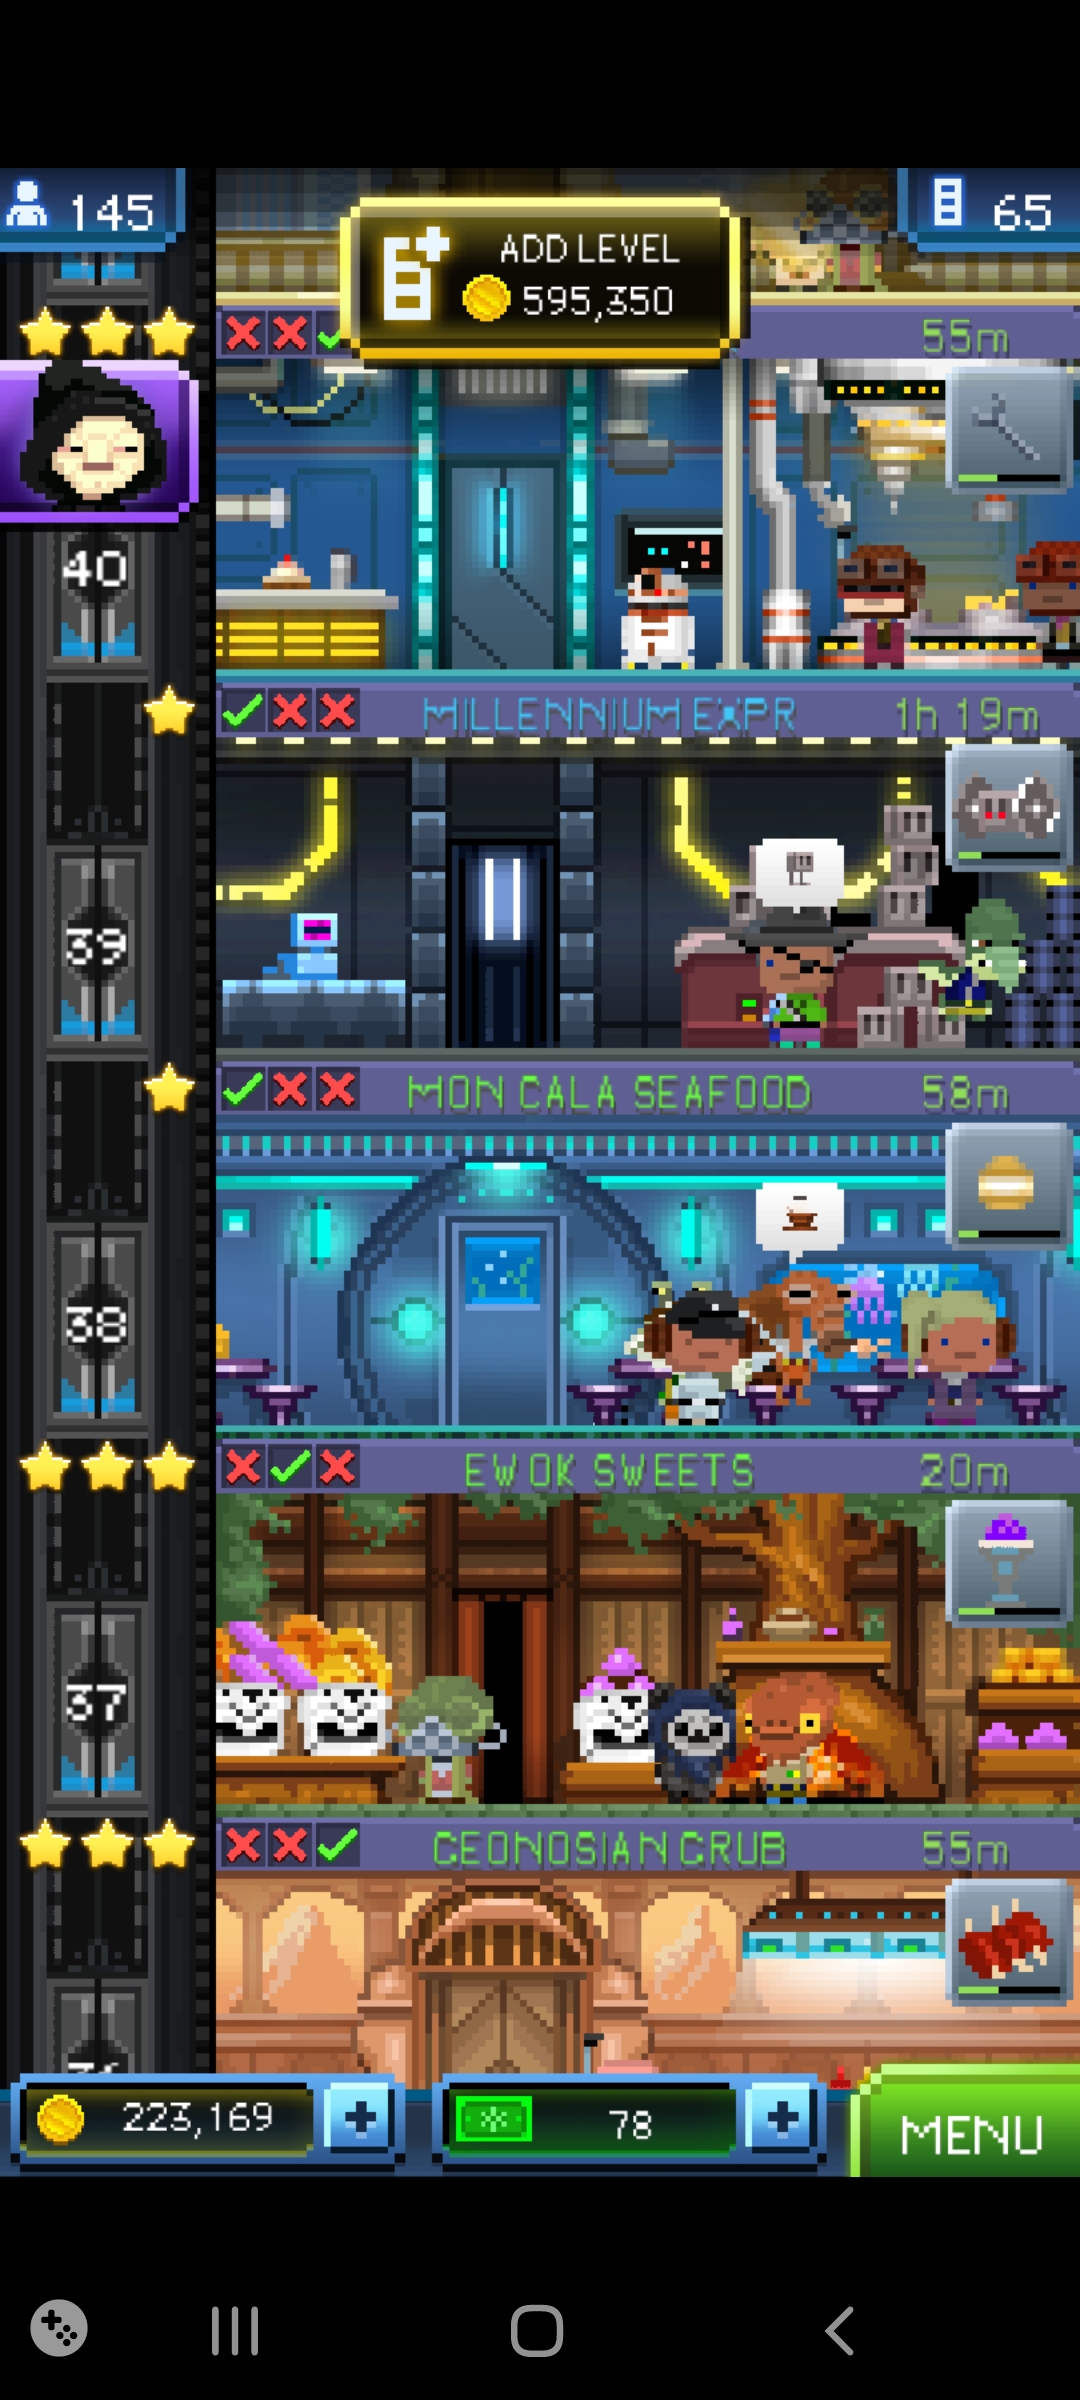 145
ADD LEVEL
595,350
65
55m
40
MILLENNIUM EXPR
1h 19m
39
MON CALA SEAFOOD
58m
38
EWOK SWEETS
20m
37
GEONOSIAN GRUB
55m
223,169
78
MENU